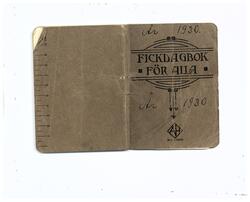 År 1930.
FICKDAGBOK
FÖR ALLA
År 1930